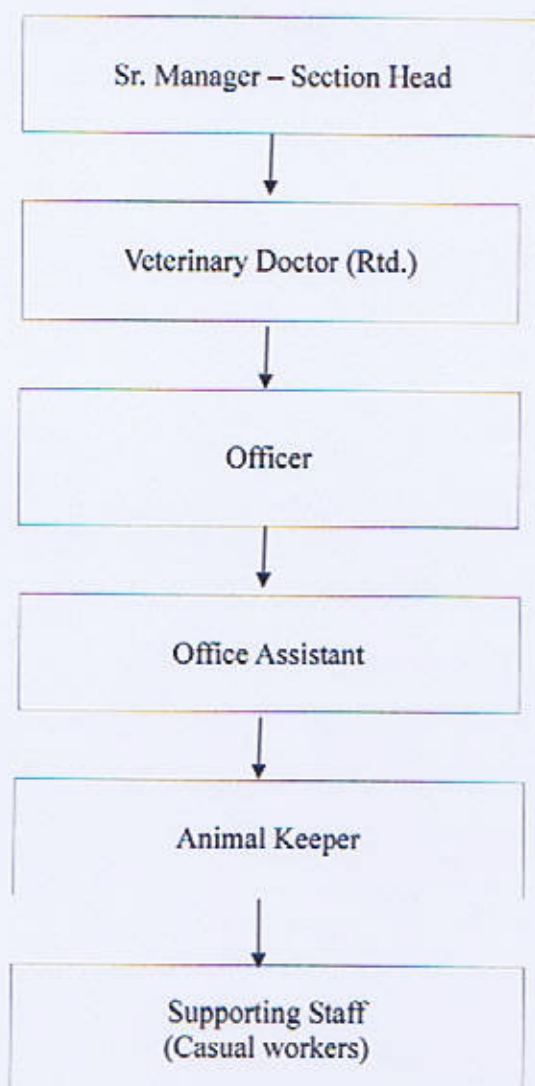 Sr. Manager – Section Head
Veterinary Doctor (Rtd.)
Officer
Office Assistant
Animal Keeper
Supporting Staff
(Casual workers)